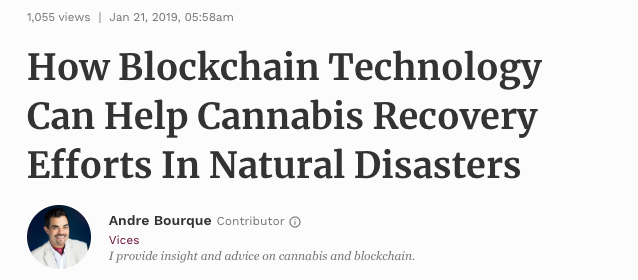 1,055 views | Jan 21, 2019, 05:58am
How Blockchain Technology
Can Help Cannabis Recovery
Efforts In Natural Disasters
Andre Bourque Contributor
Vices
I provide insight and advice on cannabis and blockchain.